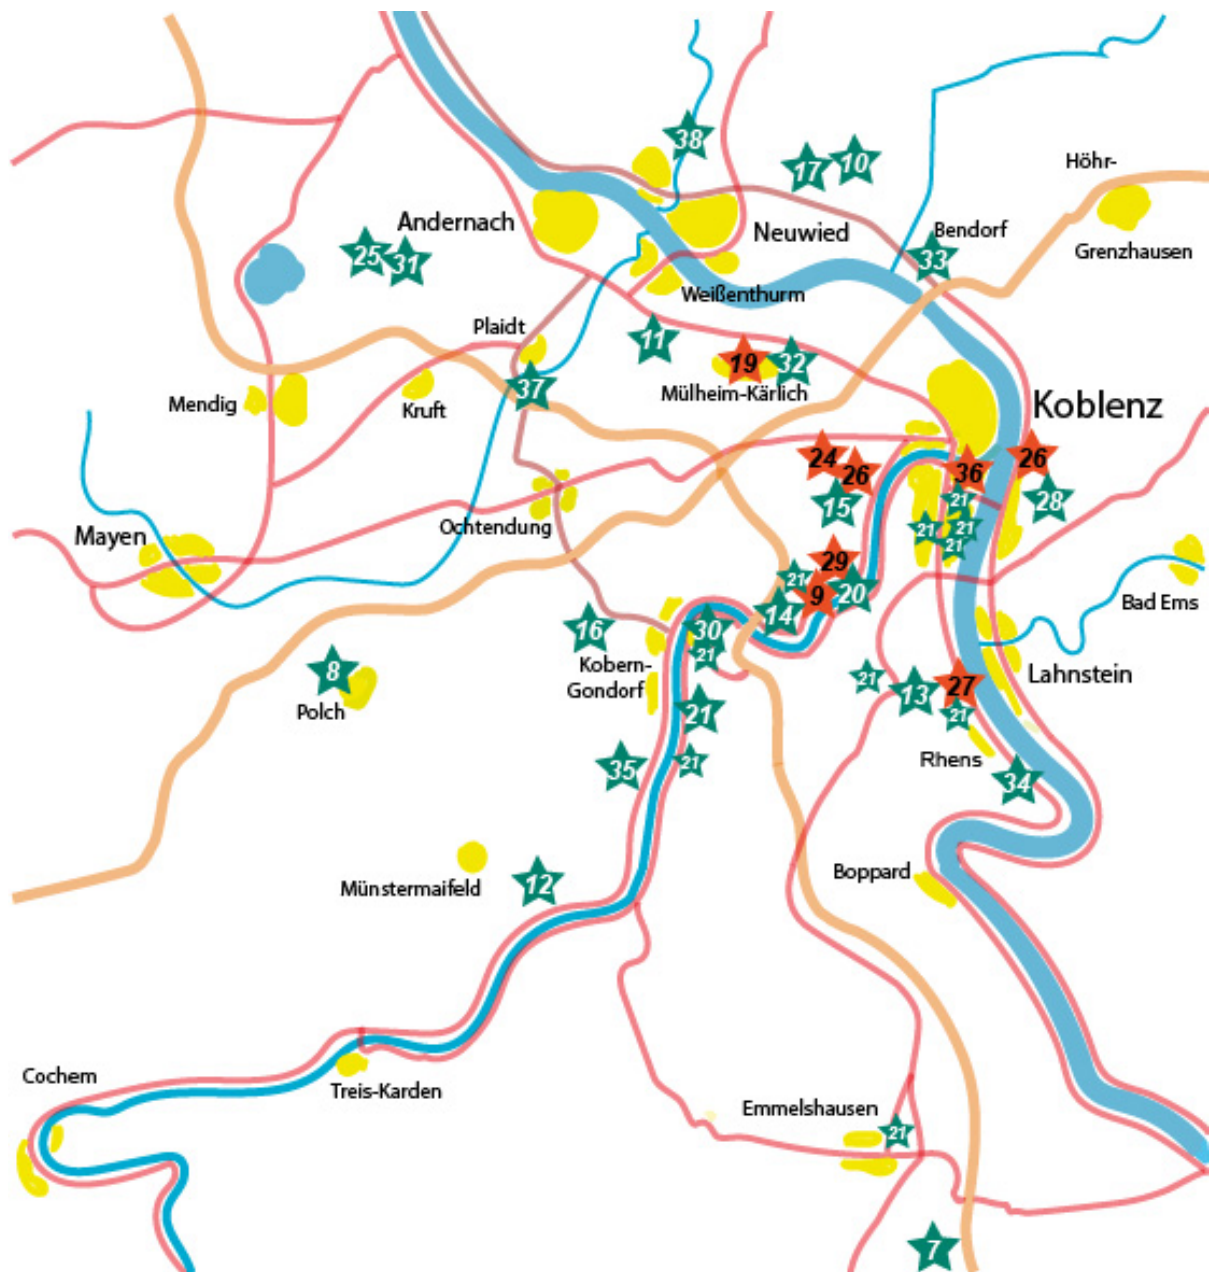 38
17
10
Höhr-
Andernach
Neuwied
Bendorf
Grenzhausen
25
31
33
Weißenthurm
Plaidt
11
19
32
Mülheim-Kärlich
37
Mendig
Kruft
Koblenz
24
26
36
26
15
21
28
Ochtendung
21
21
21
Mayen
29
21
9
20
14
Bad Ems
16
30
Kobern-
Gondorf
21
8
Polch
21
13
27
Lahnstein
21
21
Rhens
35
21
34
Münstermaifeld
12
Boppard
Cochem
Treis-Karden
Emmelshausen
21
7